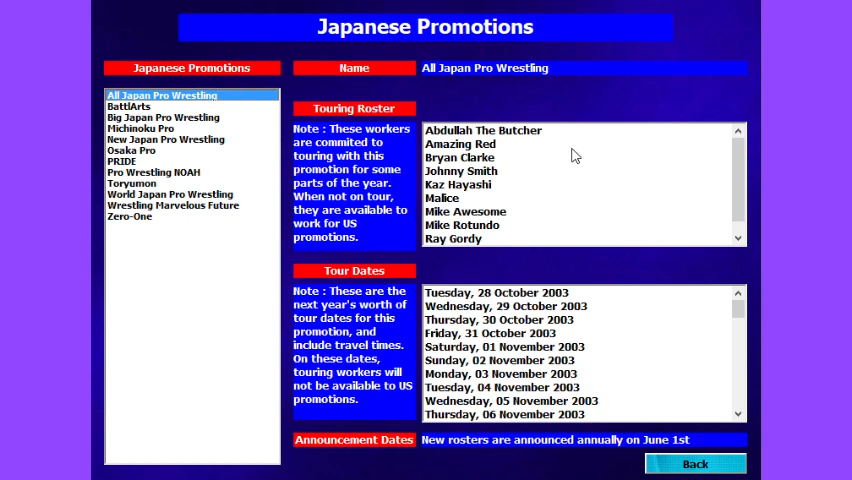 Japanese Promotions
Japanese Promotions
All Japan Pro Wrestling
BattlArts
Big Japan Pro Wrestling
Michinoku Pro
New Japan Pro Wrestling
Osaka Pro
PRIDE
Pro Wrestling NOAH
Toryumon
World Japan Pro Wrestling
Wrestling Marvelous Future
Zero-One
Name
All Japan Pro Wrestling
Touring Roster
Note : These workers
are commited to
touring with this
promotion for some
parts of the year.
When not on tour,
they are available to
work for US
promotions.
Abdullah The Butcher
Amazing Red
Bryan Clarke
Johnny Smith
Kaz Hayashi
Malice
Mike Awesome
Mike Rotundo
Ray Gordy
Tour Dates
Note : These are the
next year's worth of
tour dates for this
promotion, and
include travel times.
On these dates,
touring workers will
not be available to US
promotions.
Tuesday, 28 October 2003
Wednesday, 29 October 2003
Thursday, 30 October 2003
Friday, 31 October 2003
Saturday, 01 November 2003
Sunday, 02 November 2003
Monday, 03 November 2003
Tuesday, 04 November 2003
Wednesday, 05 November 2003
Thursday, 06 November 2003
Announcement Dates
New rosters are announced annually on June 1st
Back